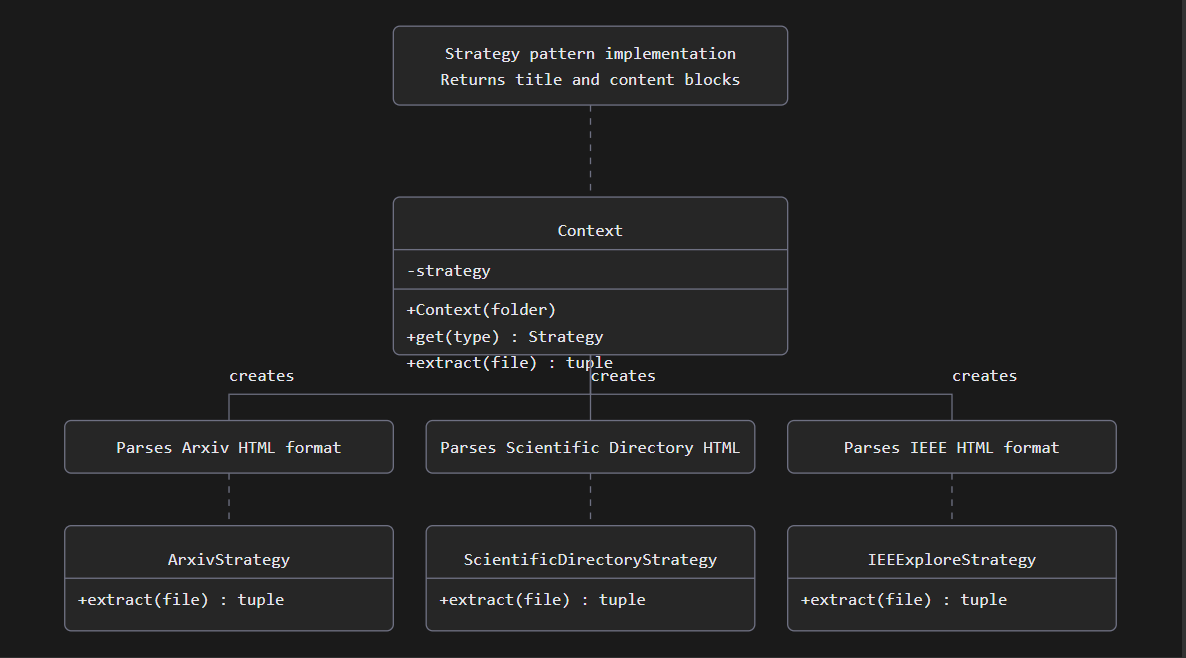 Strategy pattern implementation
Returns title and content blocks
Context
-strategy
+Context(folder)
+get(type) : Strategy
+extract(file) : tuple
creates
creates
creates
Parses Arxiv HTML format
Parses Scientific Directory HTML
Parses IEEE HTML format
ArxivStrategy
+extract(file) : tuple
ScientificDirectoryStrategy
+extract(file) : tuple
IEEExploreStrategy
+extract(file) : tuple